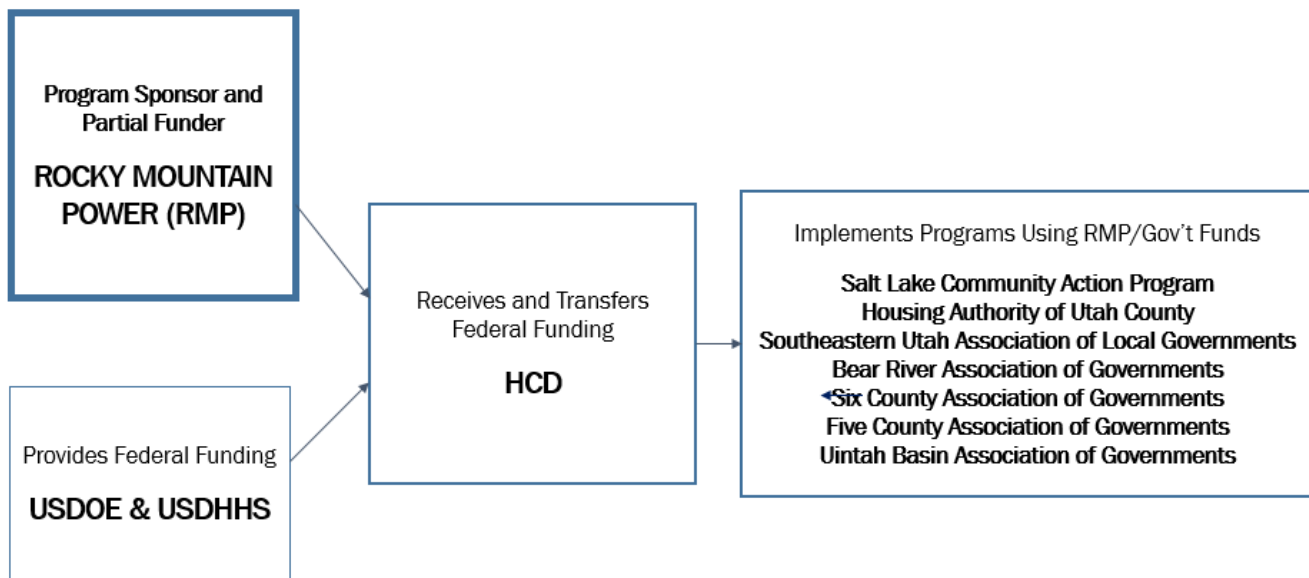 Program Sponsor and
Partial Funder
ROCKY MOUNTAIN
POWER (RMP)
Provides Federal Funding
USDOE & USDHHS
Receives and Transfers
Federal Funding
HCD
Implements Programs Using RMP/Gov't Funds
Salt Lake Community Action Program
Housing Authority of Utah County
Southeastern Utah Association of Local Governments
Bear River Association of Governments
Six County Association of Governments
Five County Association of Governments
Uintah Basin Association of Governments